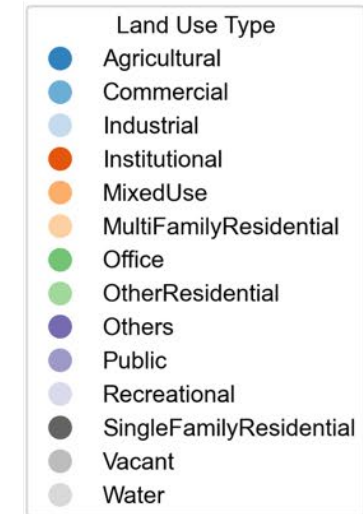 Land Use Type
Agricultural
Commercial
Industrial
Institutional
MixedUse
MultiFamilyResidential
Office
OtherResidential
Others
Public
Recreational
SingleFamilyResidential
Vacant
Water